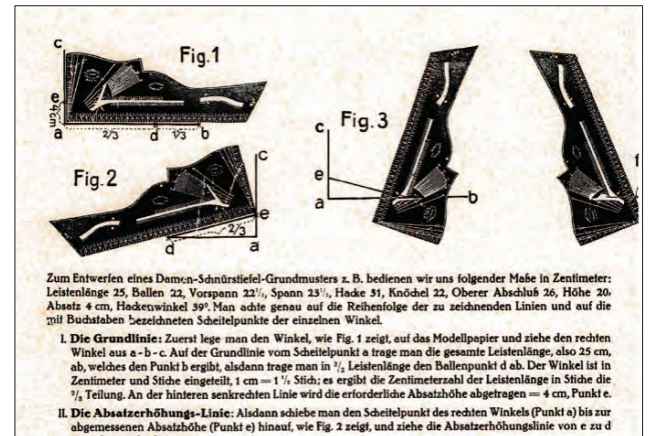 c
Fig.1
e
4cm
a
2/3
d
1/3
b
Fig.2
c
e
2/3
d
a
Fig.3
c
e
a
b
f
Zum Entwerfen eines Damen-Schnürstiefel-Grundmusters z. B. bedienen wir uns folgender Maße in Zentimeter:
Leistenlänge 25, Ballen 22, Vorspann 22½, Spann 23½, Hacke 31, Knöchel 22, Oberer Abschluß 26, Höhe 20,
Absatz 4 cm, Hackenwinkel 39°. Man achte genau auf die Reihenfolge der zu zeichnenden Linien und auf die
mit Buchstaben bezeichneten Scheitelpunkte der einzelnen Winkel.
I. Die Grundlinie: Zuerst lege man den Winkel, wie Fig. 1 zeigt, auf das Modellpapier und ziehe den rechten
Winkel aus a - b - c. Auf der Grundlinie vom Scheitelpunkt a trage man die gesamte Leistenlänge, also 25 cm,
ab, welches den Punkt b ergibt, alsdann trage man in ²/₃ Leistenlänge den Ballenpunkt d ab. Der Winkel ist in
Zentimeter und Stiche eingeteilt, 1 cm = 1 ½ Stich; es ergibt die Zentimeterzahl der Leistenlänge in Stiche die
²/₃ Teilung. An der hinteren senkrechten Linie wird die erforderliche Absatzhöhe abgetragen = 4 cm, Punkt e.
II. Die Absatzerhöhungs-Linie: Alsdann schiebe man den Scheitelpunkt des rechten Winkels (Punkt a) bis zur
abgemessenen Absatzhöhe (Punkt e) hinauf, wie Fig. 2 zeigt, und ziehe die Absatzerhöhungslinie von e zu d